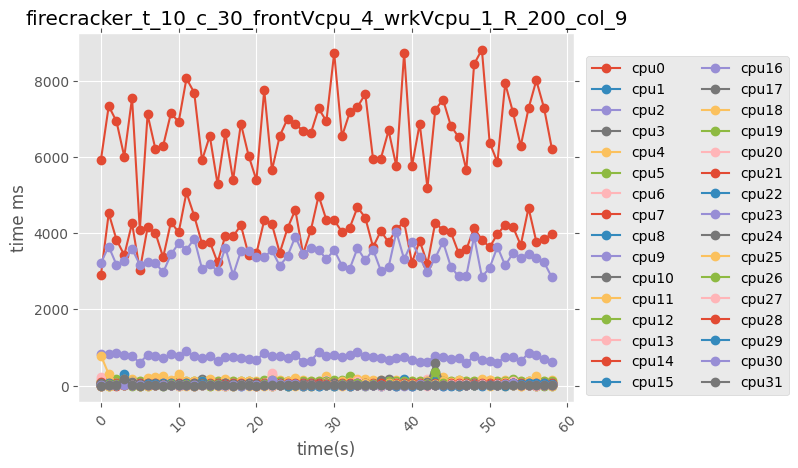 firecracker_t_10_c_30_frontVcpu_4_wrkVcpu_1_R_200_col_9
time ms
8000
6000
4000
2000
0
0
10
20
30
40
50
60
time(s)
cpu0
cpu1
cpu2
cpu3
cpu4
cpu5
cpu6
cpu7
cpu8
cpu9
cpu10
cpu11
cpu12
cpu13
cpu14
cpu15
cpu16
cpu17
cpu18
cpu19
cpu20
cpu21
cpu22
cpu23
cpu24
cpu25
cpu26
cpu27
cpu28
cpu29
cpu30
cpu31